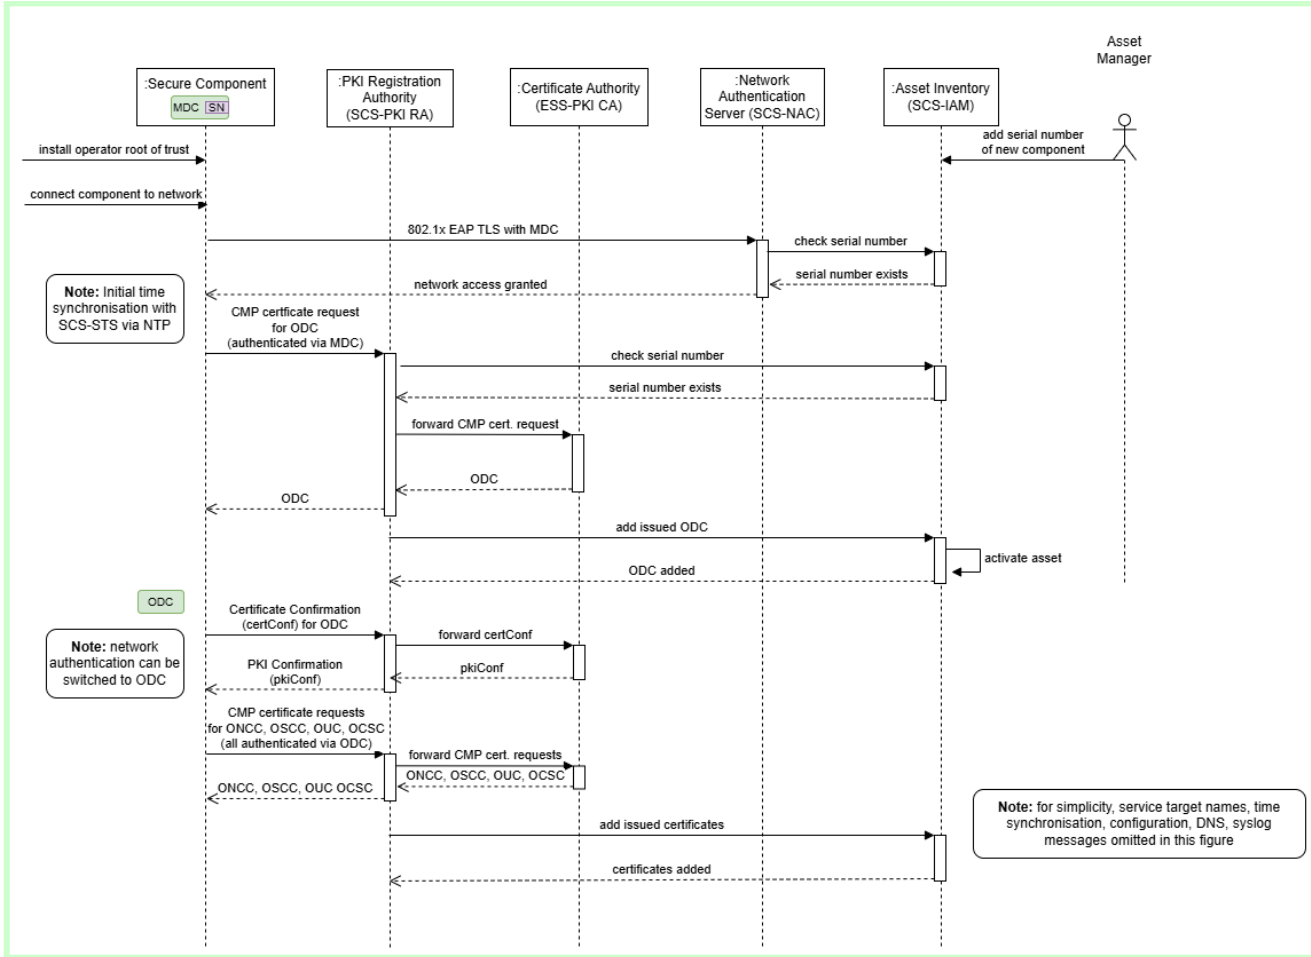 Asset
Manager
:Secure Component
MDC SN
:PKI Registration
Authority
(SCS-PKI RA)
:Certificate Authority
(ESS-PKI CA)
:Network
Authentication
Server (SCS-NAC)
:Asset Inventory
(SCS-IAM)
install operator root of trust
add serial number
of new component
connect component to network
802.1x EAP TLS with MDC
check serial number
serial number exists
network access granted
Note: Initial time
synchronisation with
SCS-STS via NTP
CMP certficate request
for ODC
(authenticated via MDC)
check serial number
serial number exists
forward CMP cert. request
ODC
ODC
add issued ODC
activate asset
ODC added
ODC
Certificate Confirmation
(certConf) for ODC
forward certConf
Note: network
authentication can be
switched to ODC
PKI Confirmation
(pkiConf)
pkiConf
CMP certificate requests
for ONCC, OSCC, OUC, OCSC
(all authenticated via ODC)
forward CMP cert. requests
ONCC, OSCC, OUC, OCSC
ONCC, OSCC, OUC OCSC
Note: for simplicity, service target names, time
synchronisation, configuration, DNS, syslog
messages omitted in this figure
add issued certificates
certificates added